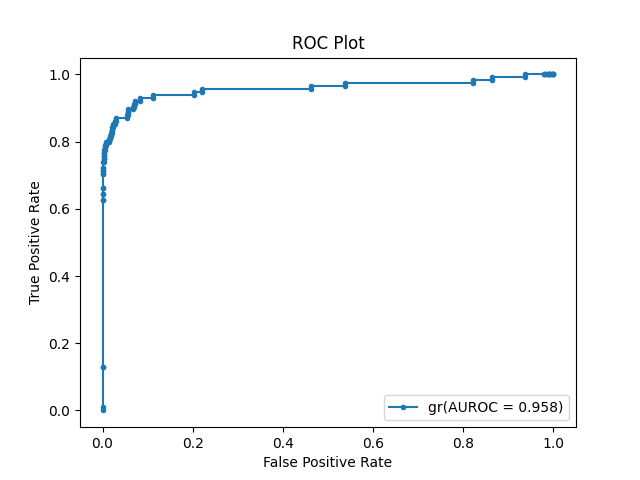 ROC Plot
True Positive Rate
1.0
0.8
0.6
0.4
0.2
0.0
gr(AUROC = 0.958)
0.0 0.2 0.4 0.6 0.8 1.0
False Positive Rate